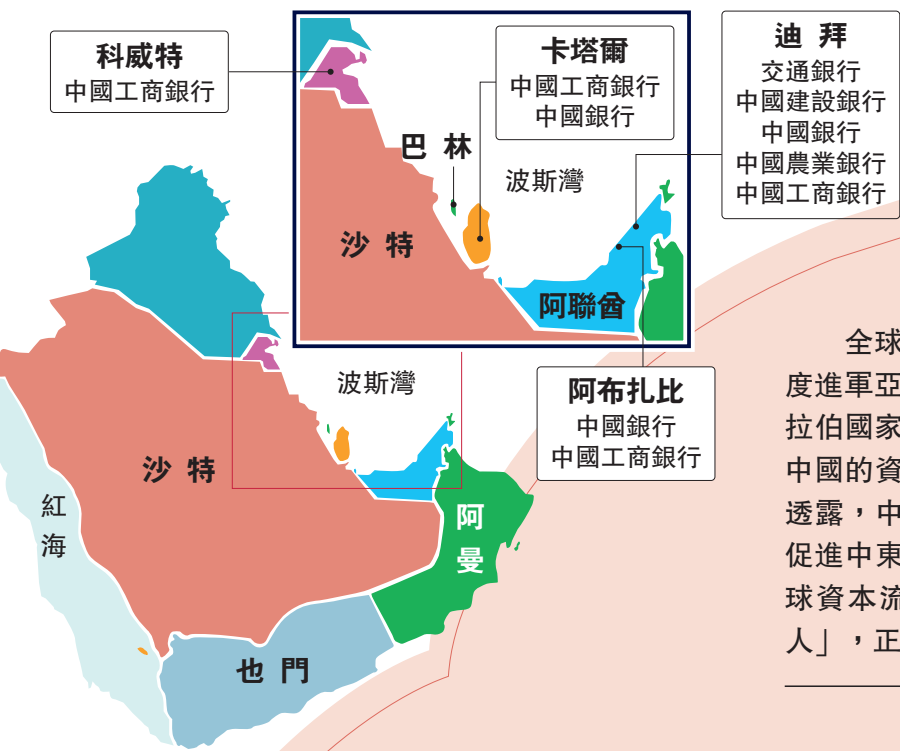 科威特
中國工商銀行
卡塔爾
中國工商銀行
中國銀行
迪拜
交通銀行
中國建設銀行
中國銀行
中國農業銀行
中國工商銀行
巴林
波斯灣
沙特
阿聯酋
阿布扎比
中國銀行
中國工商銀行
波斯灣
沙特
紅海
阿曼
也門
全球
度進軍亞
拉伯國家
中國的資
透露，中
促進中東
球資本流
人」，正